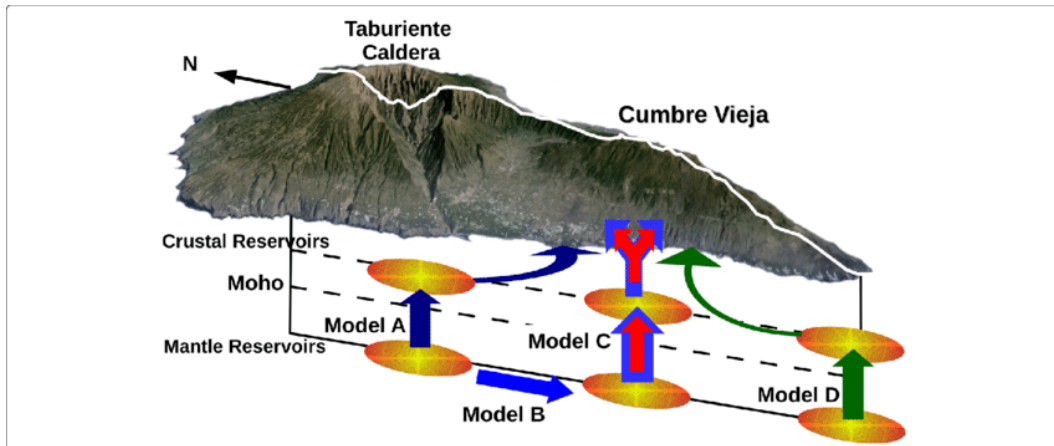 Taburiente
Caldera
N
Cumbre Vieja
Crustal Reservoirs
Moho
Model A
Model C
Mantle Reservoirs
Model D
Model B